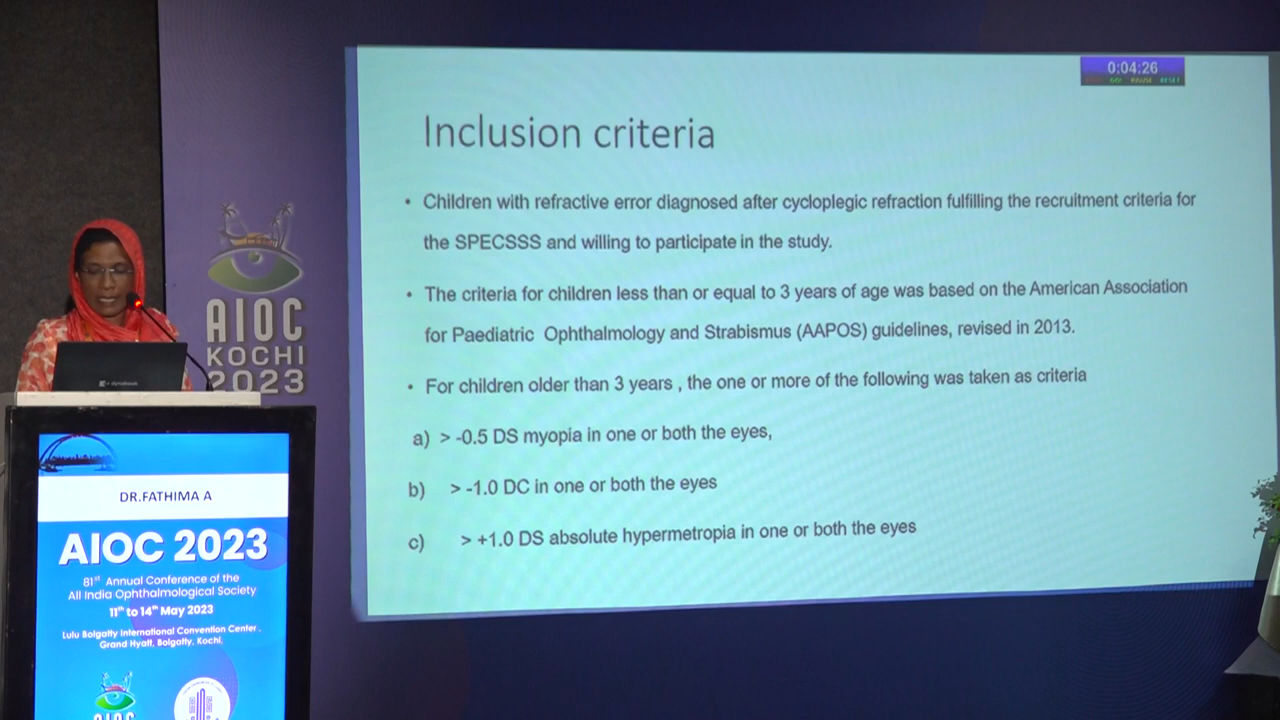 0:04:26
Inclusion criteria
• Children with refractive error diagnosed after cycloplegic refraction fulfilling the recruitment criteria for
the SPECSSS and willing to participate in the study.
• The criteria for children less than or equal to 3 years of age was based on the American Association
for Paediatric Ophthalmology and Strabismus (AAPOS) guidelines, revised in 2013.
• For children older than 3 years , the one or more of the following was taken as criteria
a) > -0.5 DS myopia in one or both the eyes,
b) > -1.0 DC in one or both the eyes
c) > +1.0 DS absolute hypermetropia in one or both the eyes
AIOC
KOCHI
2023
DR.FATHIMA A
AIOC 2023
81st Annual Conference of the
All India Ophthalmological Society
11th to 14th May 2023
Lulu Bolgatty International Convention Center ,
Grand Hyatt, Bolgatty, Kochi.
AIOC